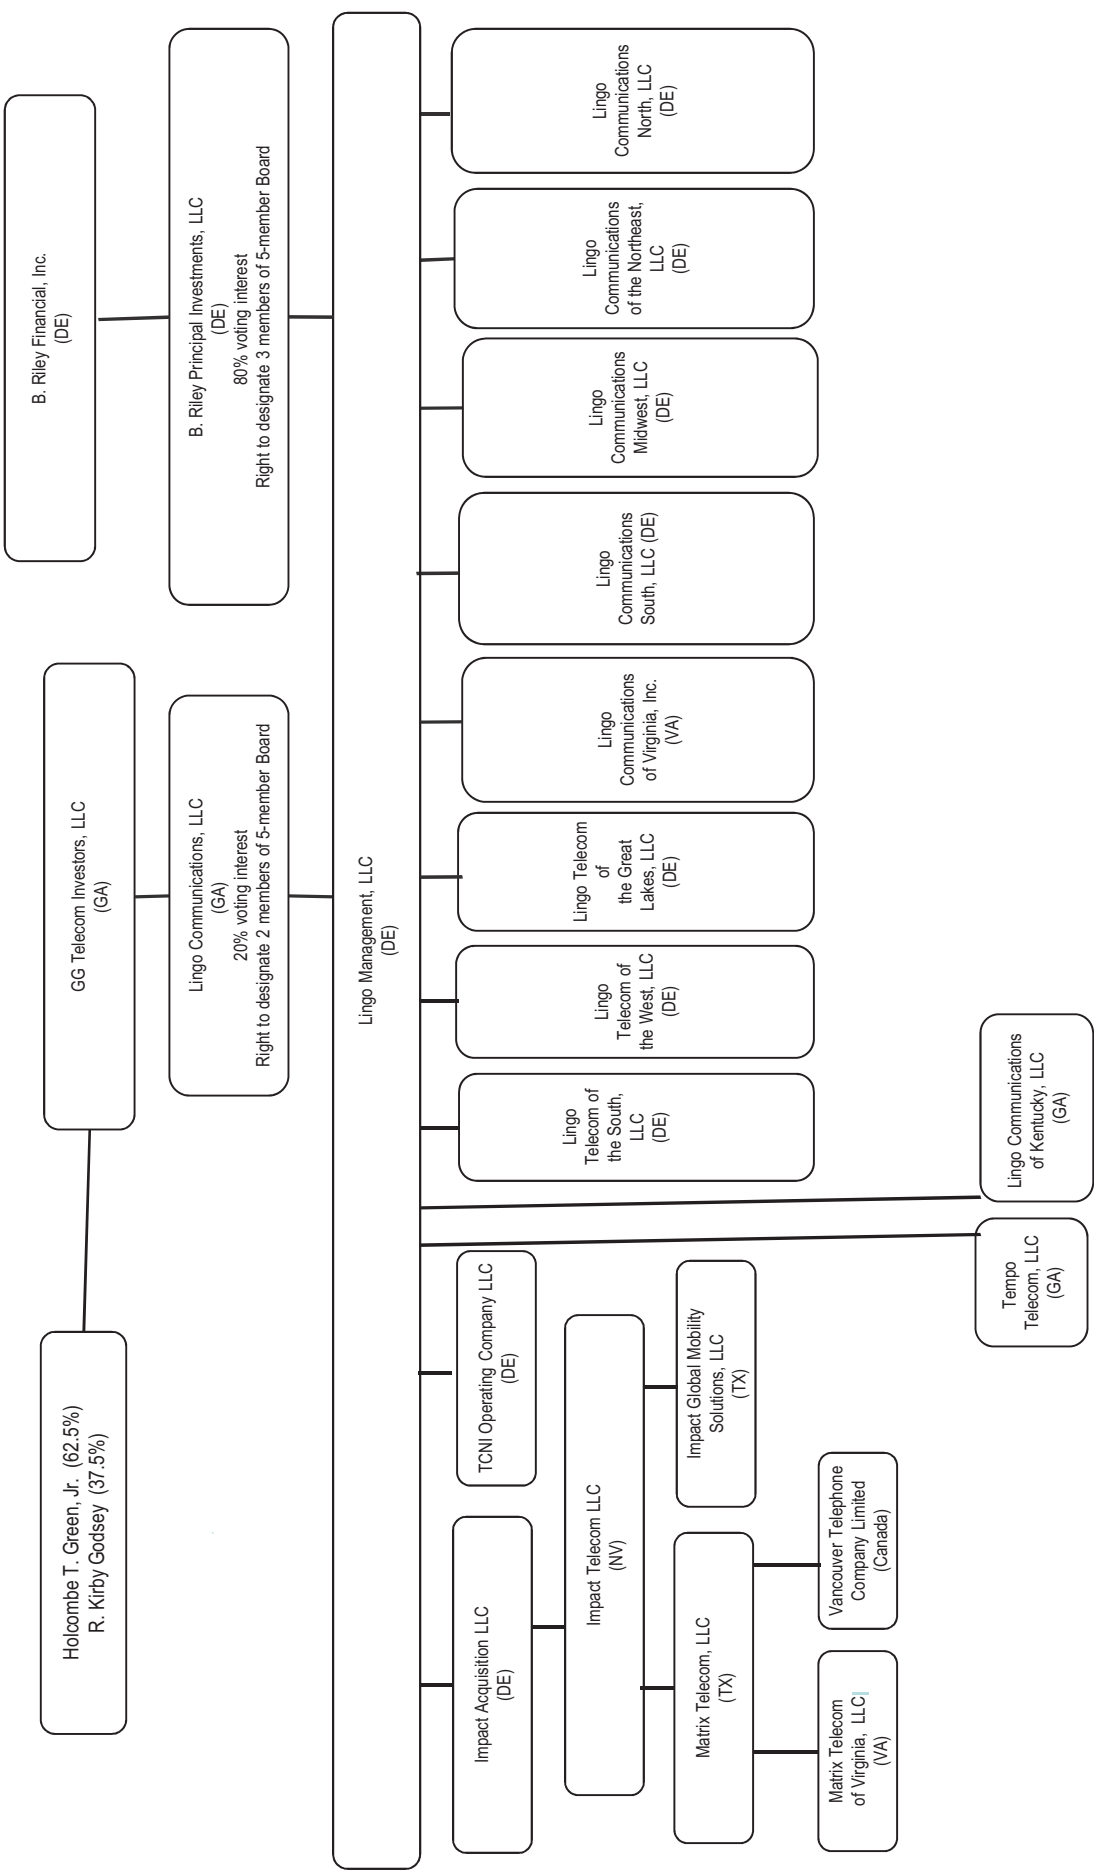 Holcombe T. Green, Jr.  (62.5%)
R. Kirby Godsey  (37.5%)
GG Telecom Investors, LLC
(GA)
B. Riley Financial, Inc.
(DE)
Lingo Communications, LLC
(GA)
20% voting interest
Right to designate 2 members of 5-member Board
B. Riley Principal Investments, LLC
(DE)
80% voting interest
Right to designate 3 members of 5-member Board
Lingo Management, LLC
(DE)
Impact Acquisition LLC
(DE)
TCNI Operating Company LLC
(DE)
Lingo
Telecom of
the South,
LLC
(DE)
Lingo
Telecom of
the West, LLC
(DE)
Lingo Telecom
of
the Great
Lakes, LLC
(DE)
Lingo
Communications
of Virginia, Inc.
(VA)
Lingo
Communications
South, LLC (DE)
Lingo
Communications
Midwest, LLC
(DE)
Lingo
Communications
of the Northeast,
LLC
(DE)
Lingo
Communications
North, LLC
(DE)
Impact Telecom LLC
(NV)
Matrix Telecom, LLC
(TX)
Impact Global Mobility
Solutions, LLC
(TX)
Matrix Telecom
of Virginia, LLC
(VA)
Vancouver Telephone
Company Limited
(Canada)
Tempo
Telecom, LLC
(GA)
Lingo Communications
of Kentucky, LLC
(GA)